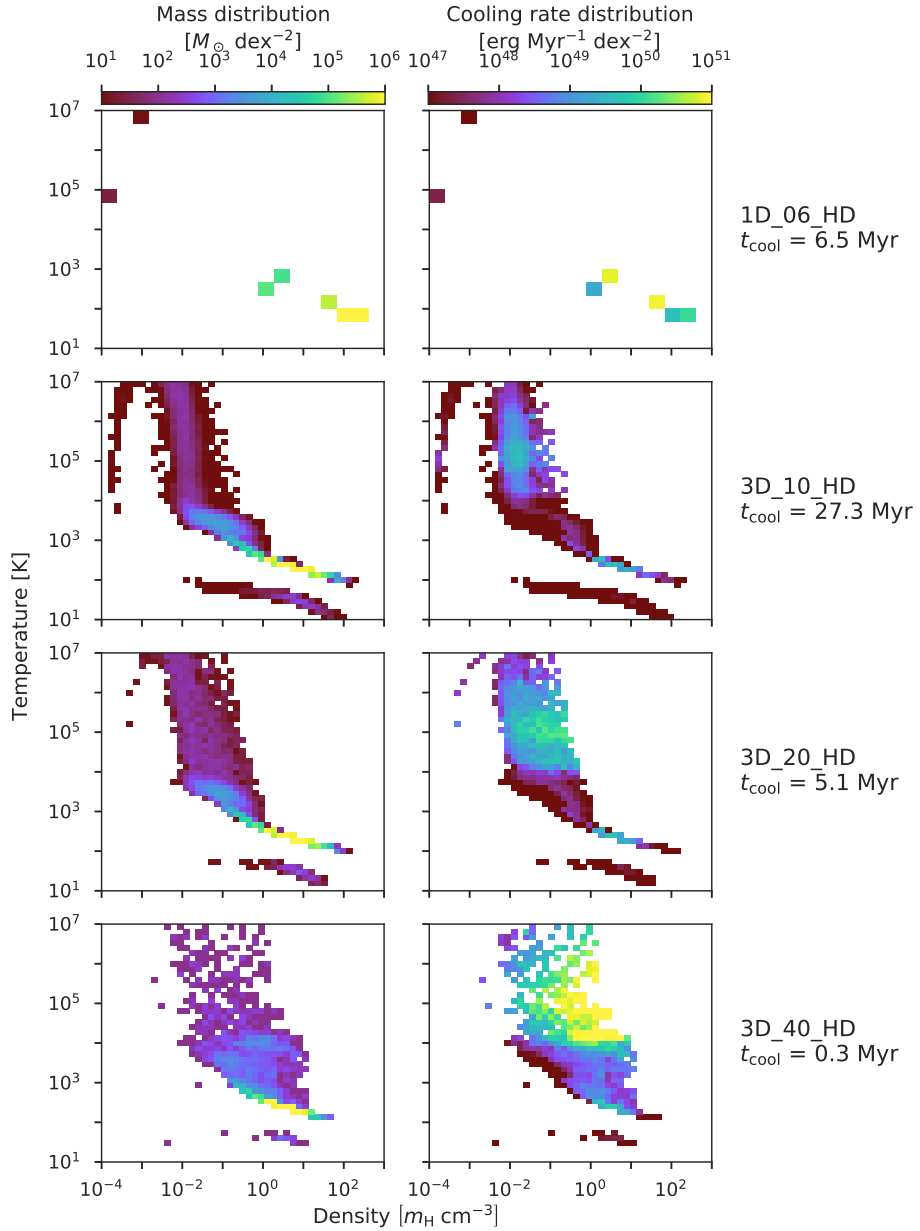 Mass distribution
[M☉ dex⁻²]
10¹ 10² 10³ 10⁴ 10⁵ 10⁶
Cooling rate distribution
[erg Myr⁻¹ dex⁻²]
10⁴⁷ 10⁴⁸ 10⁴⁹ 10⁵⁰ 10⁵¹
10⁷
10⁵
10³
10¹
1D_06_HD
t_cool = 6.5 Myr
10⁷
10⁵
10³
10¹
3D_10_HD
t_cool = 27.3 Myr
Temperature [K]
10⁷
10⁵
10³
10¹
3D_20_HD
t_cool = 5.1 Myr
10⁷
10⁵
10³
10¹
3D_40_HD
t_cool = 0.3 Myr
10⁻⁴ 10⁻² 10⁰ 10² 10⁻⁴ 10⁻² 10⁰ 10²
Density [m_H cm⁻³]